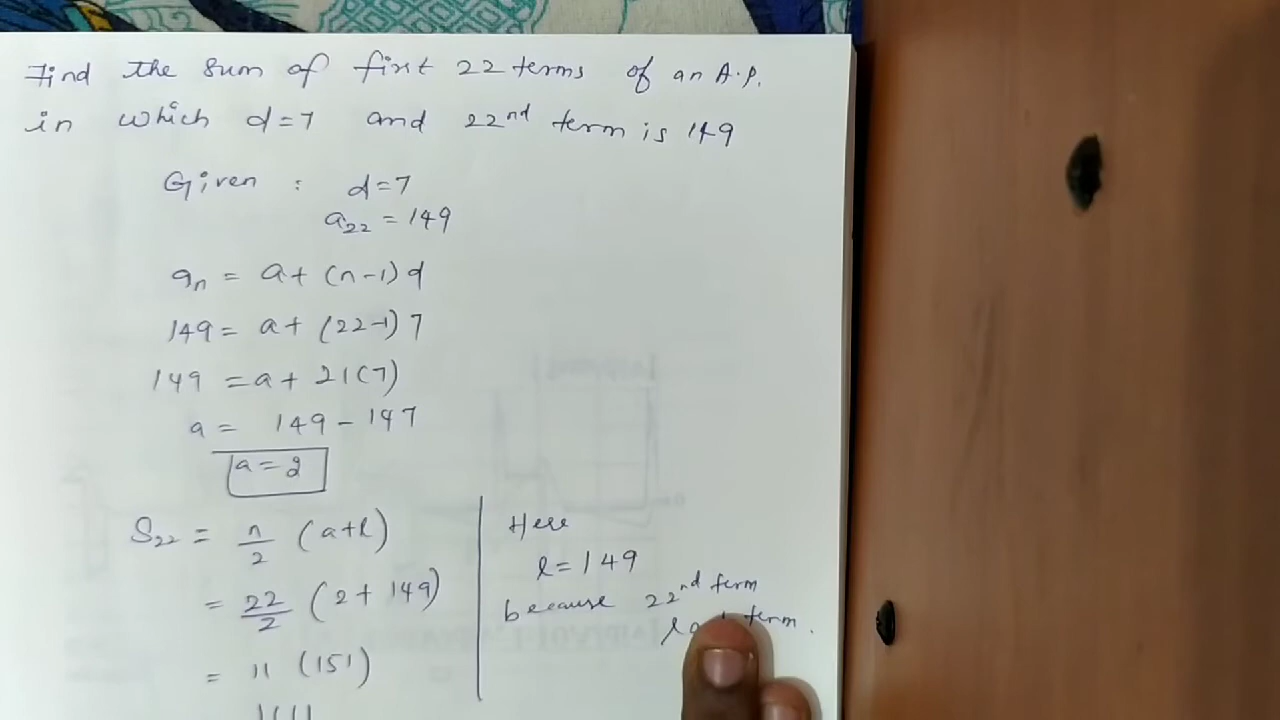 Find the sum of first 22 terms of an A.P.
in which d=7 and 22nd term is 149
Given : d=7
a22 = 149
an = a+ (n-1)d
149 = a+ (22-1) 7
149 = a+ 21(7)
a = 149 - 147
a = 2
S22 = n/2 (a+l)
= 22/2 (2+ 149)
= 11 (151)
Here
l=149
because 22nd term
term.